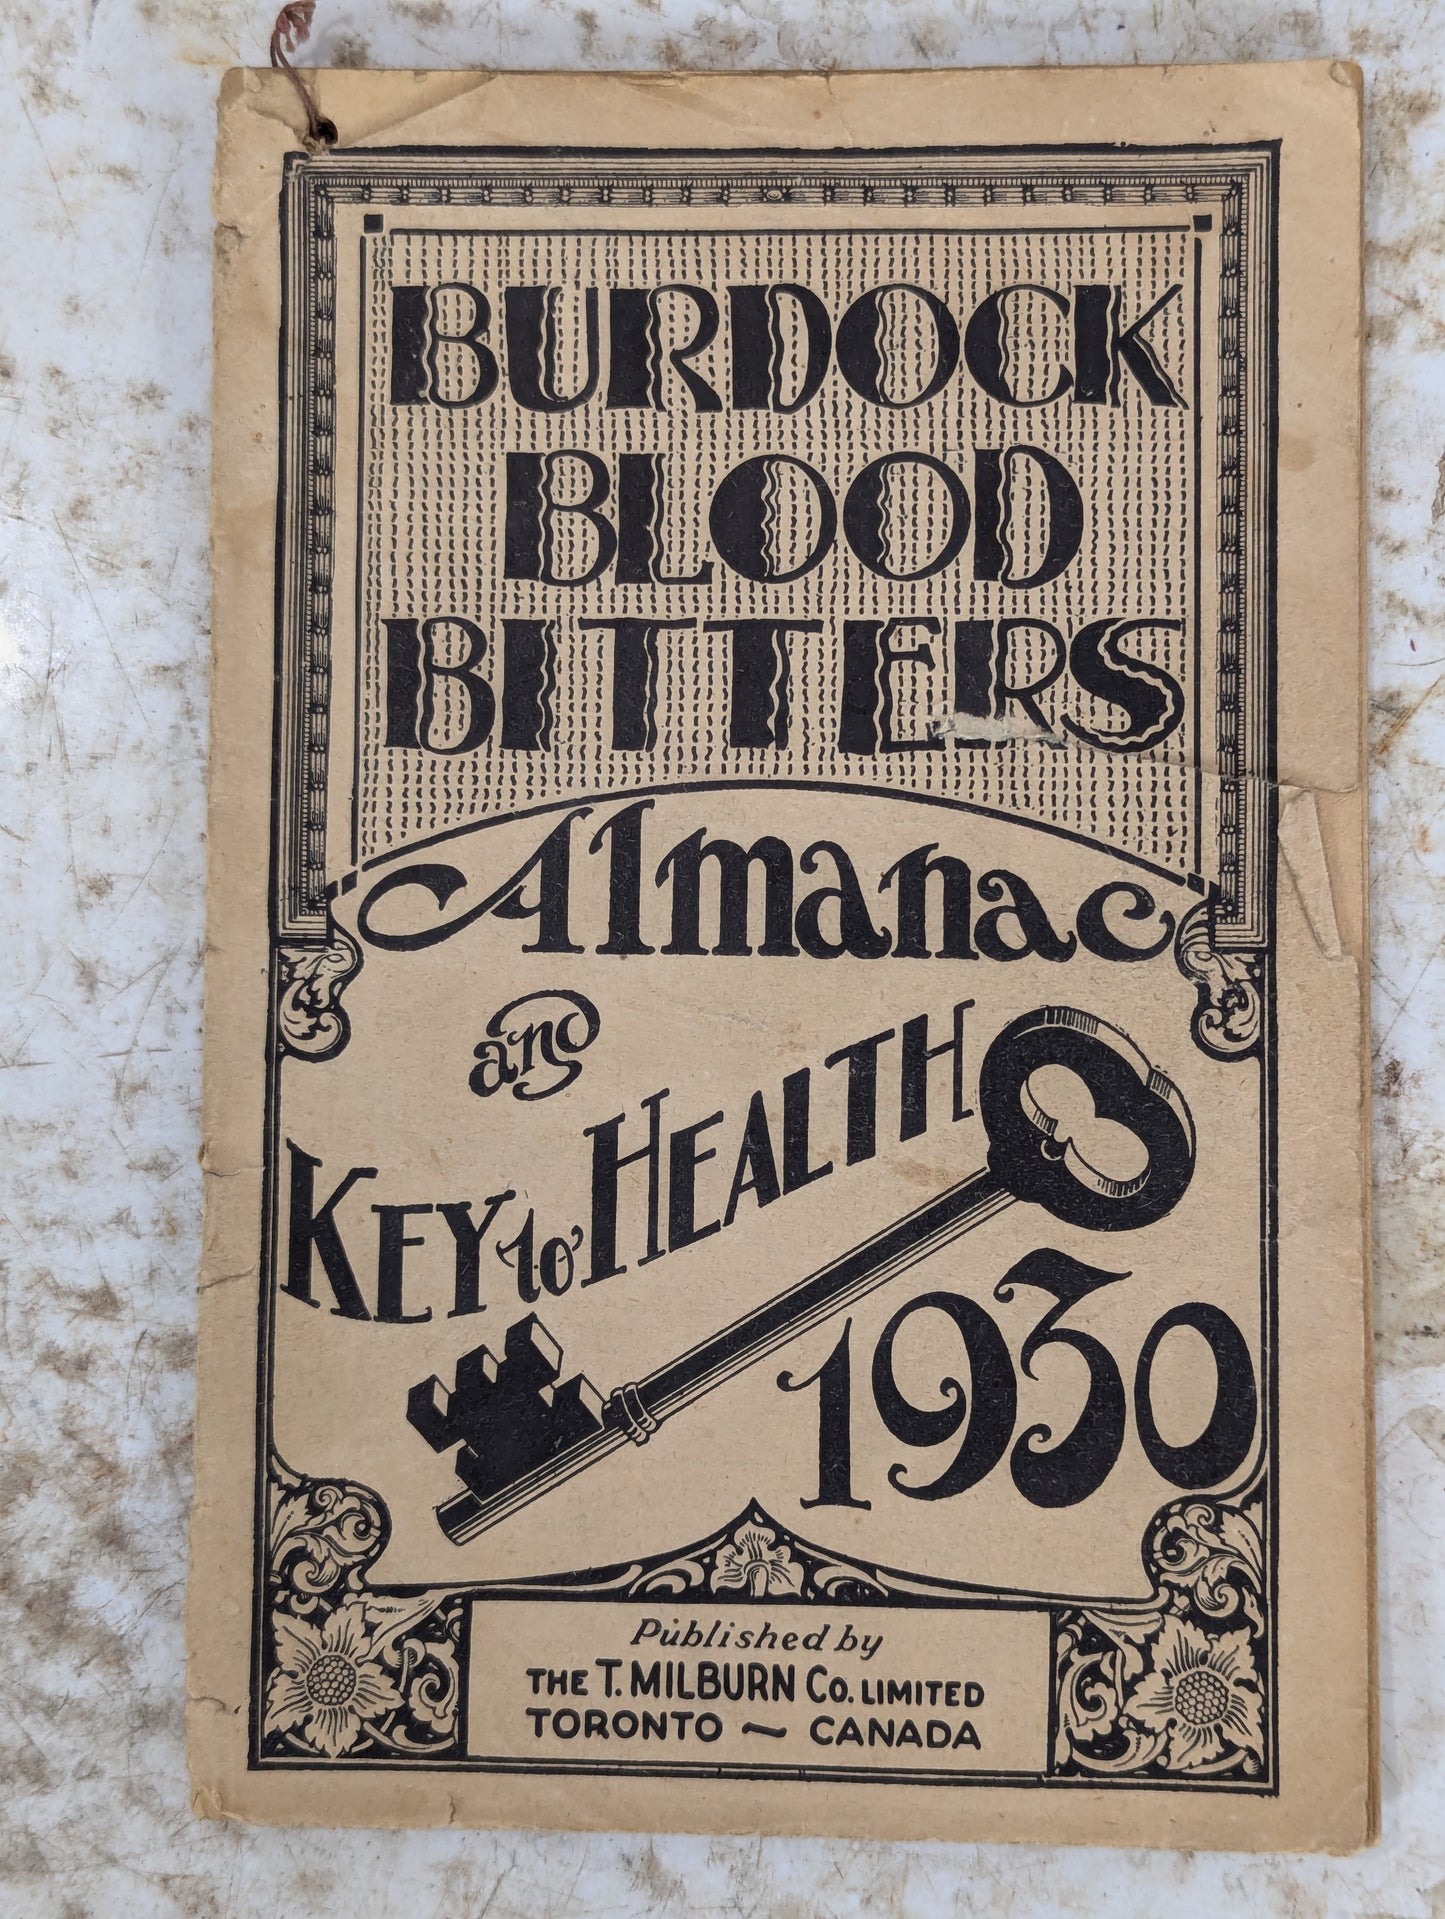 BURDOCK
BLOOD
BITTERS
Almanac
and
KEY to HEALTH
1930
Published by
THE T. MILBURN CO. LIMITED
TORONTO ~ CANADA